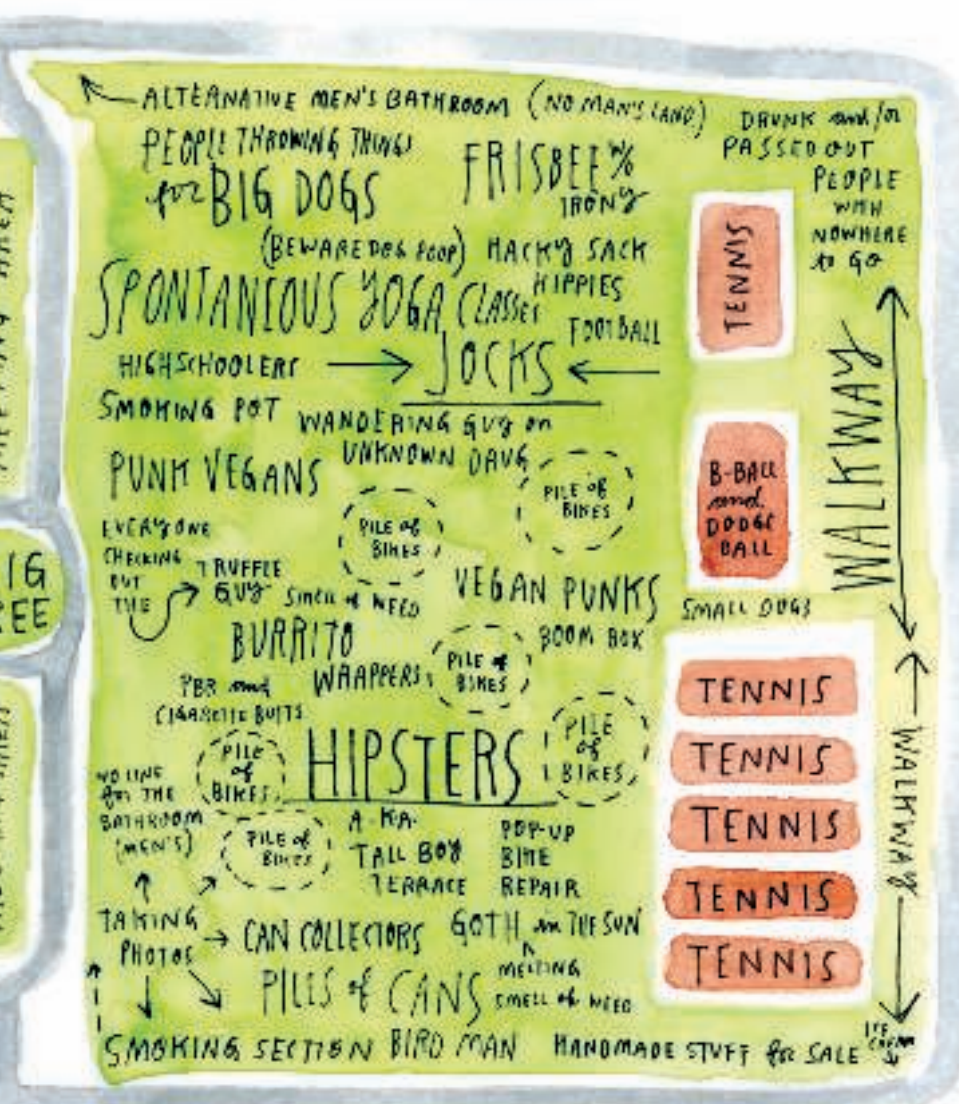 ALTERNATIVE MEN'S BATHROOM (NO MAN'S LAND)
DRUNK and/or
PASSED OUT
PEOPLE
WITH
NOWHERE
to GO
PEOPLE THROWING THINGS
for BIG DOGS
FRISBEE W/
IRONY
(BEWARE DOG POOP)
HACKY SACK
HIPPIES
TENNIS
SPONTANIOUS YOGA CLASSES
FOOTBALL
HIGHSCHOOLERS
JOCKS
SMOKING POT
WANDERING GUY on
UNKNOWN DRUG
WALKWAY
PUNK VEGANS
PILE of
BIKES
PILE of
BIKES
B-BALL
and
DODGE
BALL
EVERYONE
CHECKING
OUT
THE
TRUFFLE
GUY
SMELL of WEED
VEGAN PUNKS
SMALL DOGS
IG
EE
BURRITO
WRAPPERS
PILE of
BIKES
BOOM BOX
PBR and
CIGARETTE BUTTS
TENNIS
TENNIS
TENNIS
TENNIS
TENNIS
WALKWAY
PILE
of
BIKES
HIPSTERS
PILE
of
BIKES
NO LINE
for THE
BATHROOM
(MEN'S)
PILE of
BIKES
A.K.A.
TALL BOY
TERRACE
POP-UP
BIKE
REPAIR
TAKING
PHOTOS
CAN COLLECTORS
GOTH in THE SUN
MELTING
PILES of CANS
SMELL of WEED
SMOKING SECTION
BIRD MAN
HANDMADE STUFF for SALE
ICE
CREAM